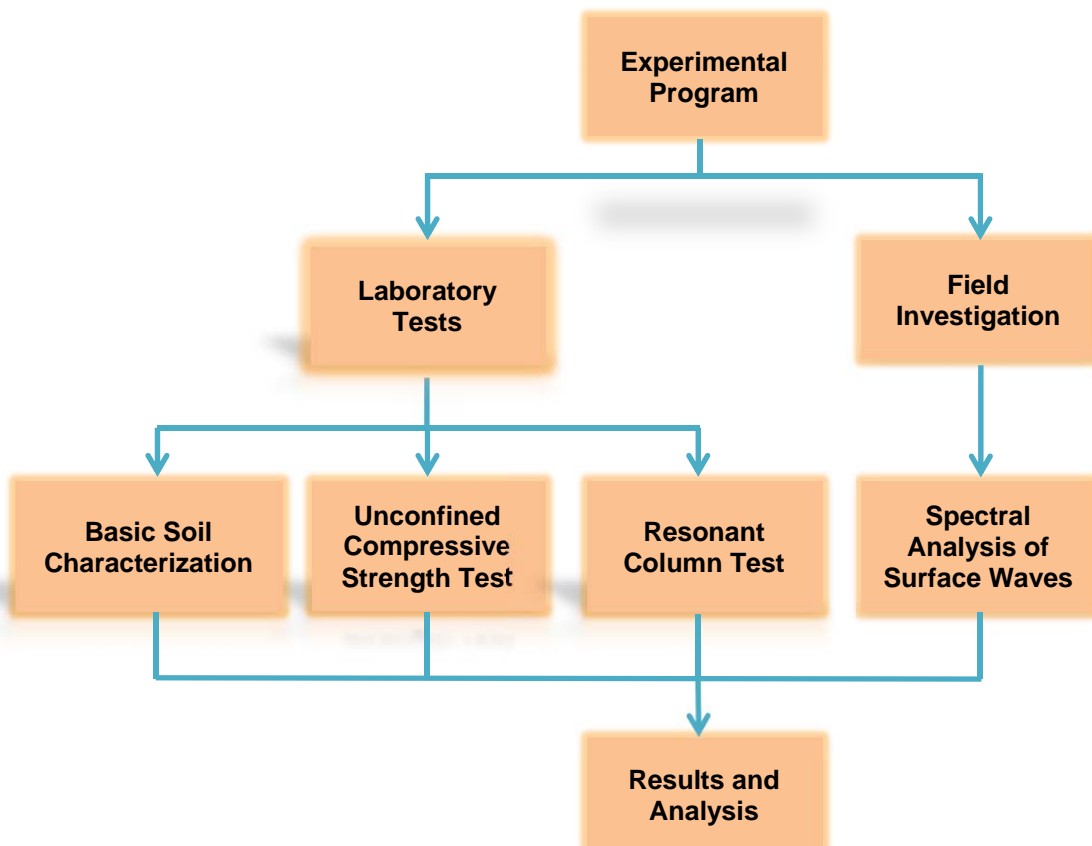 Experimental
Program
Laboratory
Tests
Field
Investigation
Basic Soil
Characterization
Unconfined
Compressive
Strength Test
Resonant
Column Test
Spectral
Analysis of
Surface Waves
Results and
Analysis